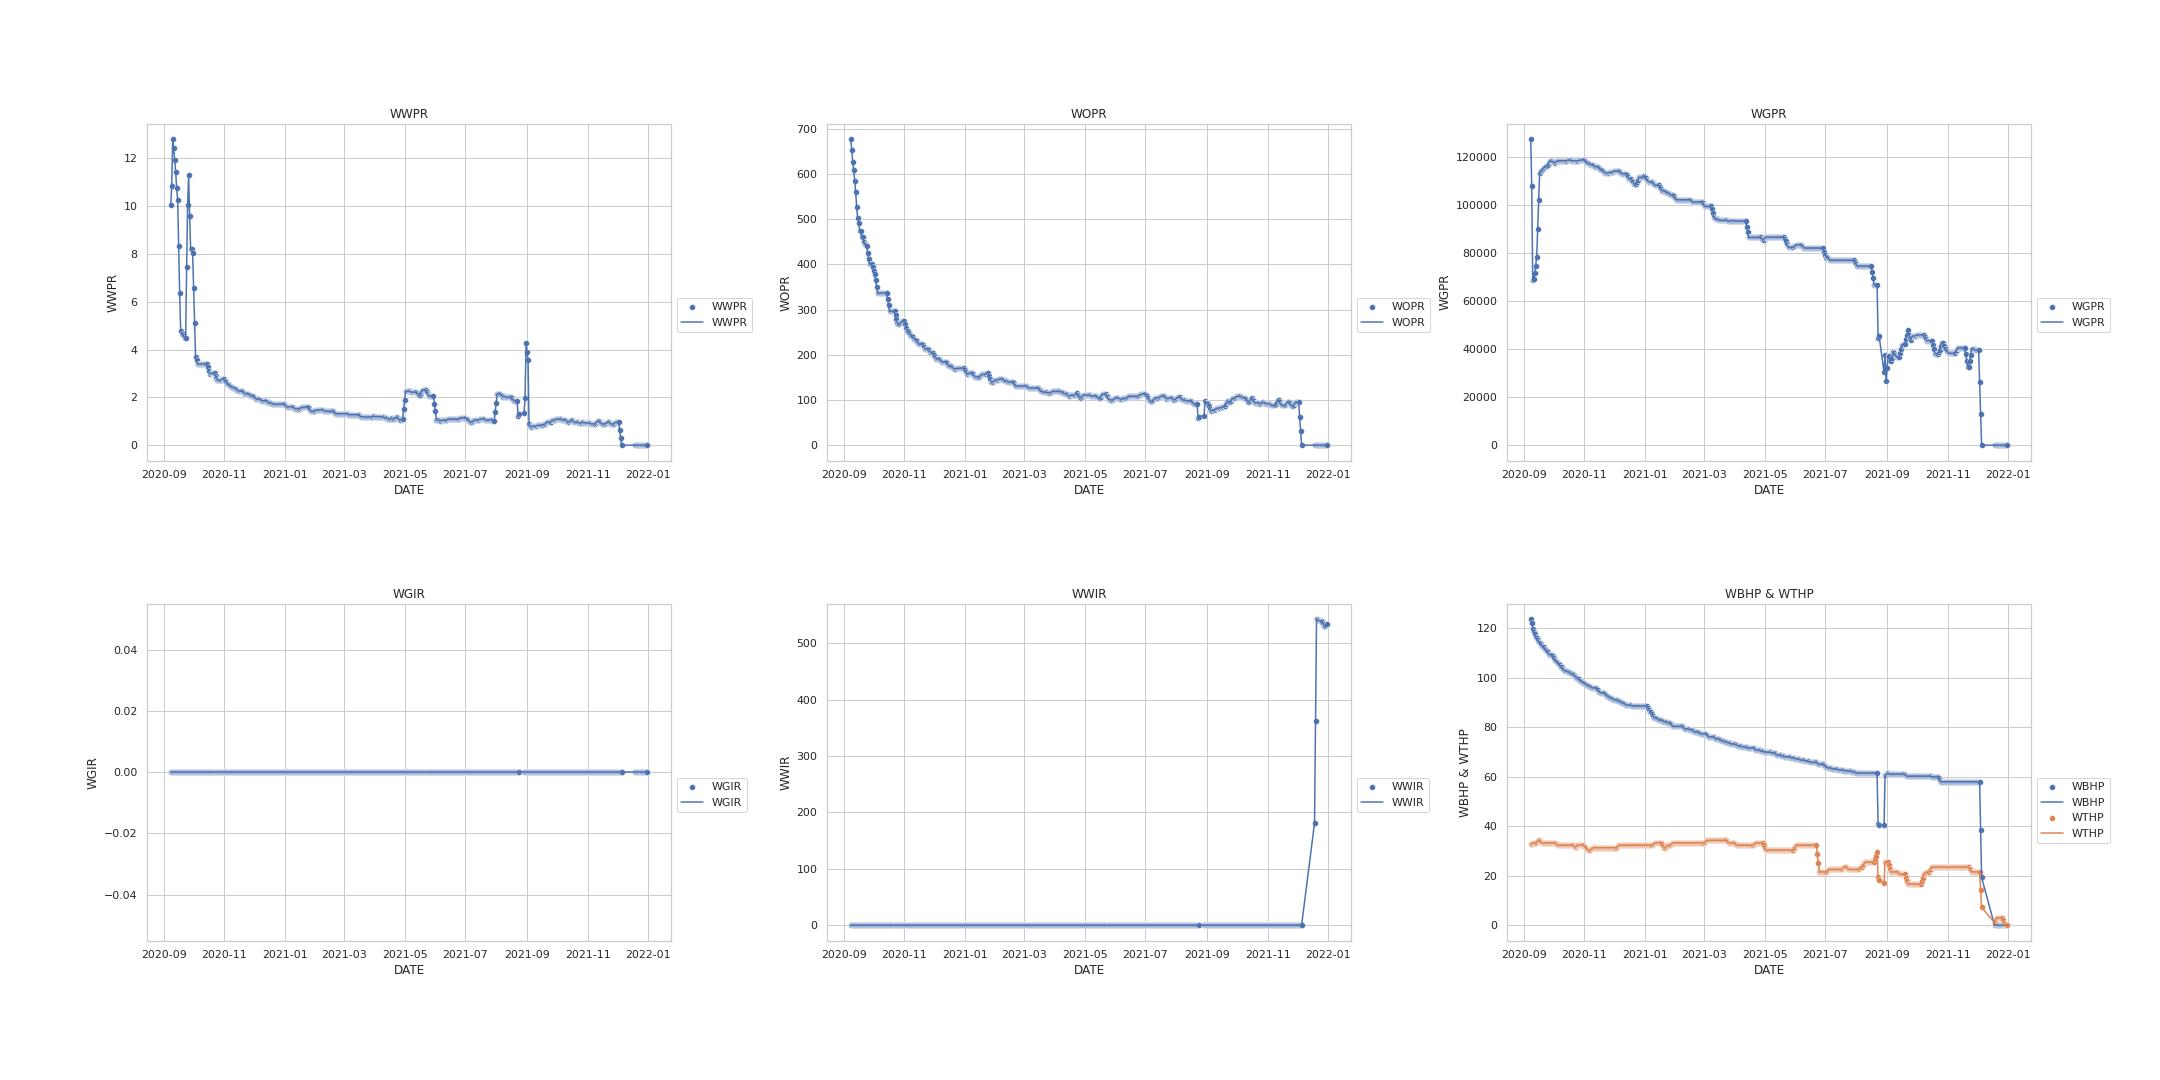 WWPR
WWPR
12
10
8
6
4
2
0
2020-09 2020-11 2021-01 2021-03 2021-05 2021-07 2021-09 2021-11 2022-01
DATE
WWPR
WWPR
WOPR
WOPR
700
600
500
400
300
200
100
0
2020-09 2020-11 2021-01 2021-03 2021-05 2021-07 2021-09 2021-11 2022-01
DATE
WOPR
WOPR
WGPR
WGPR
120000
100000
80000
60000
40000
20000
0
2020-09 2020-11 2021-01 2021-03 2021-05 2021-07 2021-09 2021-11 2022-01
DATE
WGPR
WGPR
WGIR
WGIR
0.04
0.02
0.00
−0.02
−0.04
2020-09 2020-11 2021-01 2021-03 2021-05 2021-07 2021-09 2021-11 2022-01
DATE
WGIR
WGIR
WWIR
WWIR
500
400
300
200
100
0
2020-09 2020-11 2021-01 2021-03 2021-05 2021-07 2021-09 2021-11 2022-01
DATE
WWIR
WWIR
WBHP & WTHP
WBHP & WTHP
120
100
80
60
40
20
0
2020-09 2020-11 2021-01 2021-03 2021-05 2021-07 2021-09 2021-11 2022-01
DATE
WBHP
WBHP
WTHP
WTHP